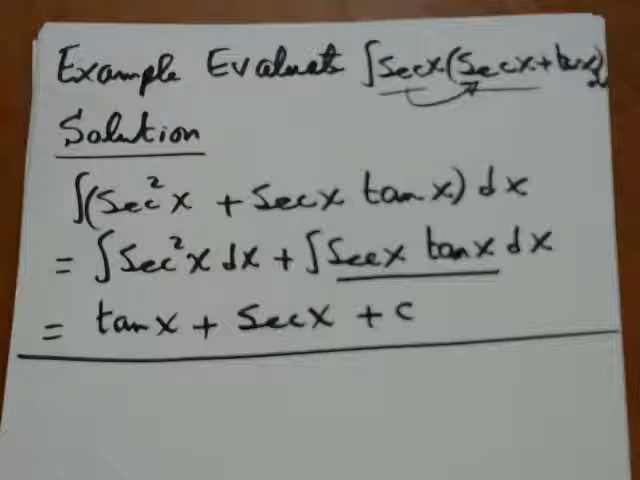 Example Evaluate ∫Secx(Secx+tanx)
Solution
∫(Sec²x + Secx tanx) dx
= ∫Sec²x dx + ∫Secx tanx dx
= tanx + Secx + c